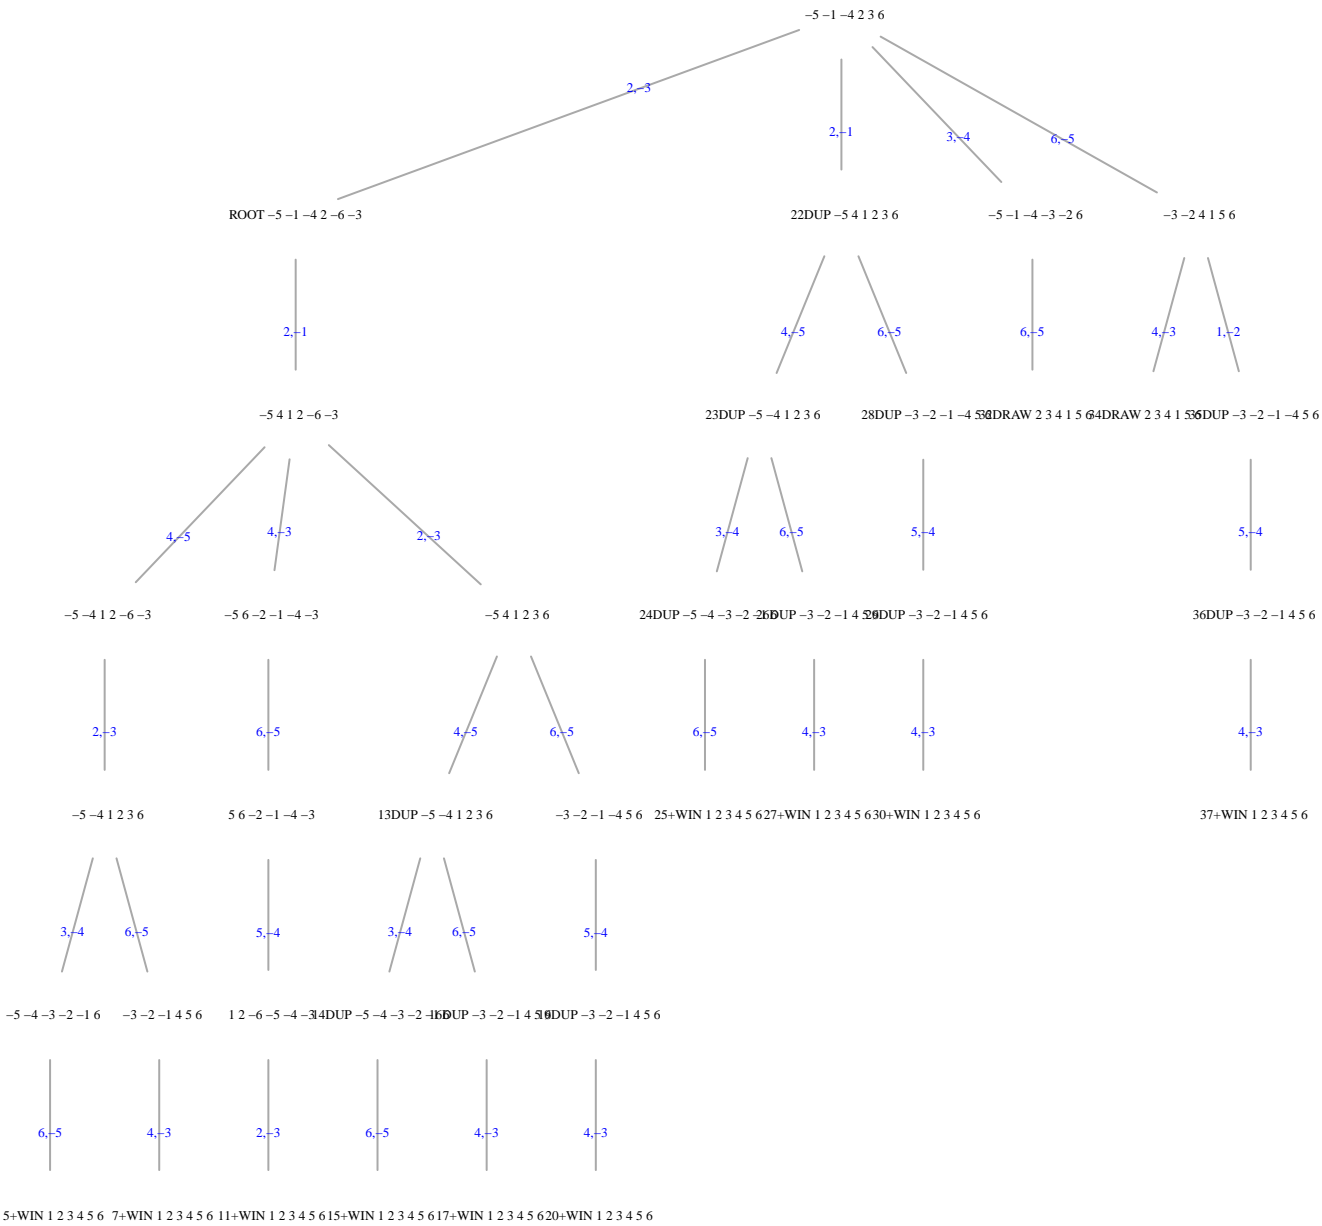 −5 −1 −4 2 3 6
2,−3
2,−1
3,−4
6,−5
ROOT −5 −1 −4 2 −6 −3
22DUP −5 4 1 2 3 6
−5 −1 −4 −3 −2 6
−3 −2 4 1 5 6
2,−1
4,−5
6,−5
6,−5
4,−3
1,−2
−5 4 1 2 −6 −3
23DUP −5 −4 1 2 3 6
28DUP −3 −2 −1 −4 5 6
32DRAW 2 3 4 1 5 6
34DRAW 2 3 4 1 5 6
35DUP −3 −2 −1 −4 5 6
4,−5
4,−3
2,−3
3,−4
6,−5
5,−4
5,−4
−5 −4 1 2 −6 −3
−5 6 −2 −1 −4 −3
−5 4 1 2 3 6
24DUP −5 −4 −3 −2 −1 6
26DUP −3 −2 −1 4 5 6
29DUP −3 −2 −1 4 5 6
36DUP −3 −2 −1 4 5 6
2,−3
6,−5
4,−5
6,−5
6,−5
4,−3
4,−3
4,−3
−5 −4 1 2 3 6
5 6 −2 −1 −4 −3
13DUP −5 −4 1 2 3 6
−3 −2 −1 −4 5 6
25+WIN 1 2 3 4 5 6
27+WIN 1 2 3 4 5 6
30+WIN 1 2 3 4 5 6
37+WIN 1 2 3 4 5 6
3,−4
6,−5
5,−4
3,−4
6,−5
5,−4
−5 −4 −3 −2 −1 6
−3 −2 −1 4 5 6
1 2 −6 −5 −4 −3
14DUP −5 −4 −3 −2 −1 6
16DUP −3 −2 −1 4 5 6
19DUP −3 −2 −1 4 5 6
6,−5
4,−3
2,−3
6,−5
4,−3
4,−3
5+WIN 1 2 3 4 5 6
7+WIN 1 2 3 4 5 6
11+WIN 1 2 3 4 5 6
15+WIN 1 2 3 4 5 6
17+WIN 1 2 3 4 5 6
20+WIN 1 2 3 4 5 6